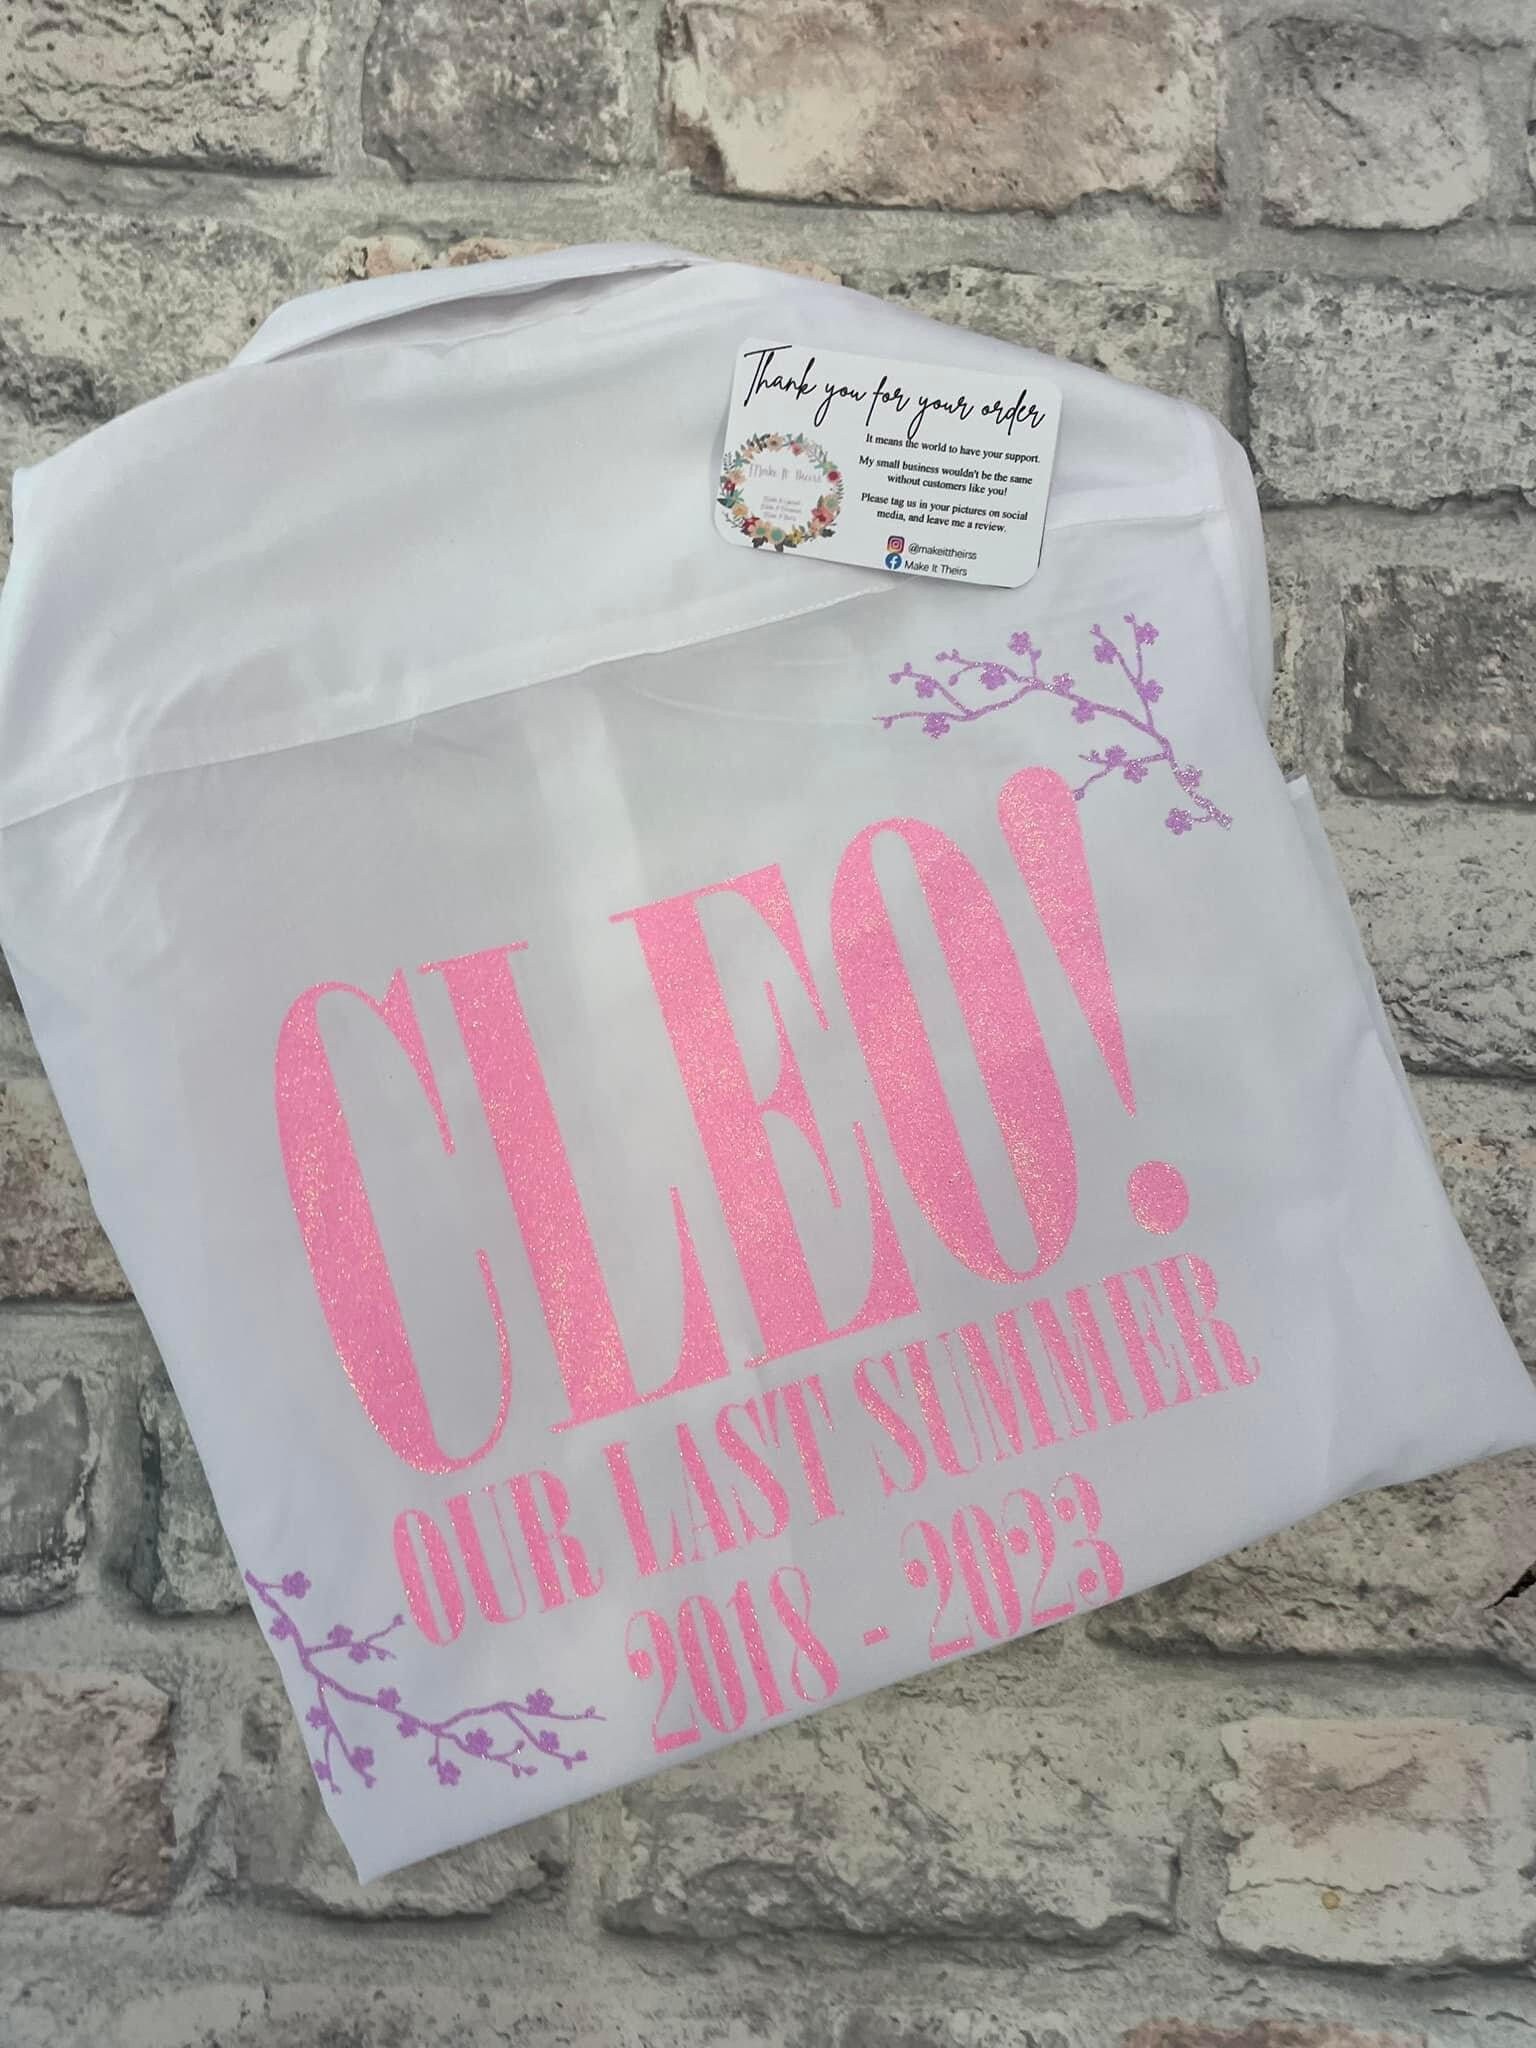 Thank you for your order
It means the world to have your support.
My small business wouldn't be the same
without customers like you!
Please tag us in your pictures on social
media, and leave me a review.
@makeittheirss
Make It Theirs
Make It Theirs
CLEO!
OUR LAST SUMMER
2018 - 2023